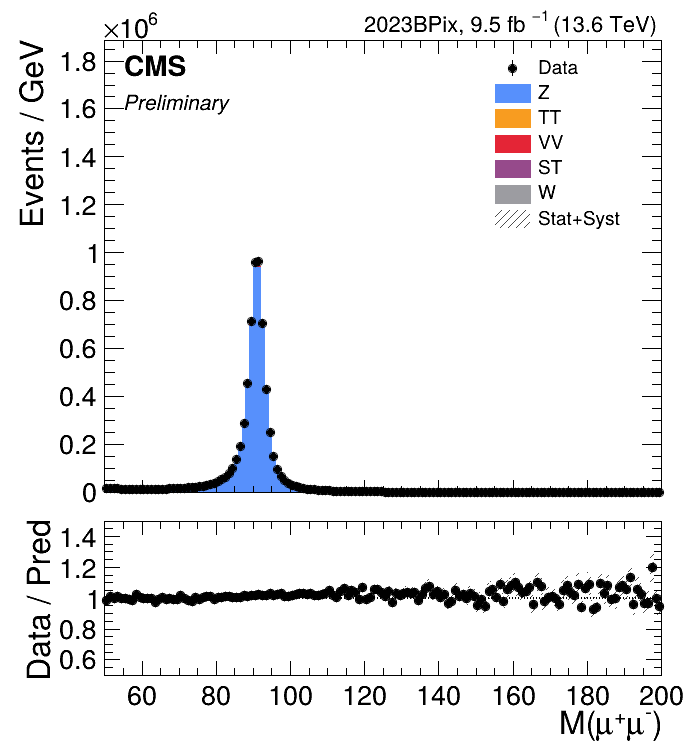 ×10⁶
2023BPix, 9.5 fb ⁻¹ (13.6 TeV)
Events / GeV
CMS
Preliminary
Data
Z
TT
VV
ST
W
Stat+Syst
1.8
1.6
1.4
1.2
1
0.8
0.6
0.4
0.2
0
Data / Pred
1.4
1.2
1
0.8
0.6
60 80 100 120 140 160 180 200
M(μ⁺μ⁻)